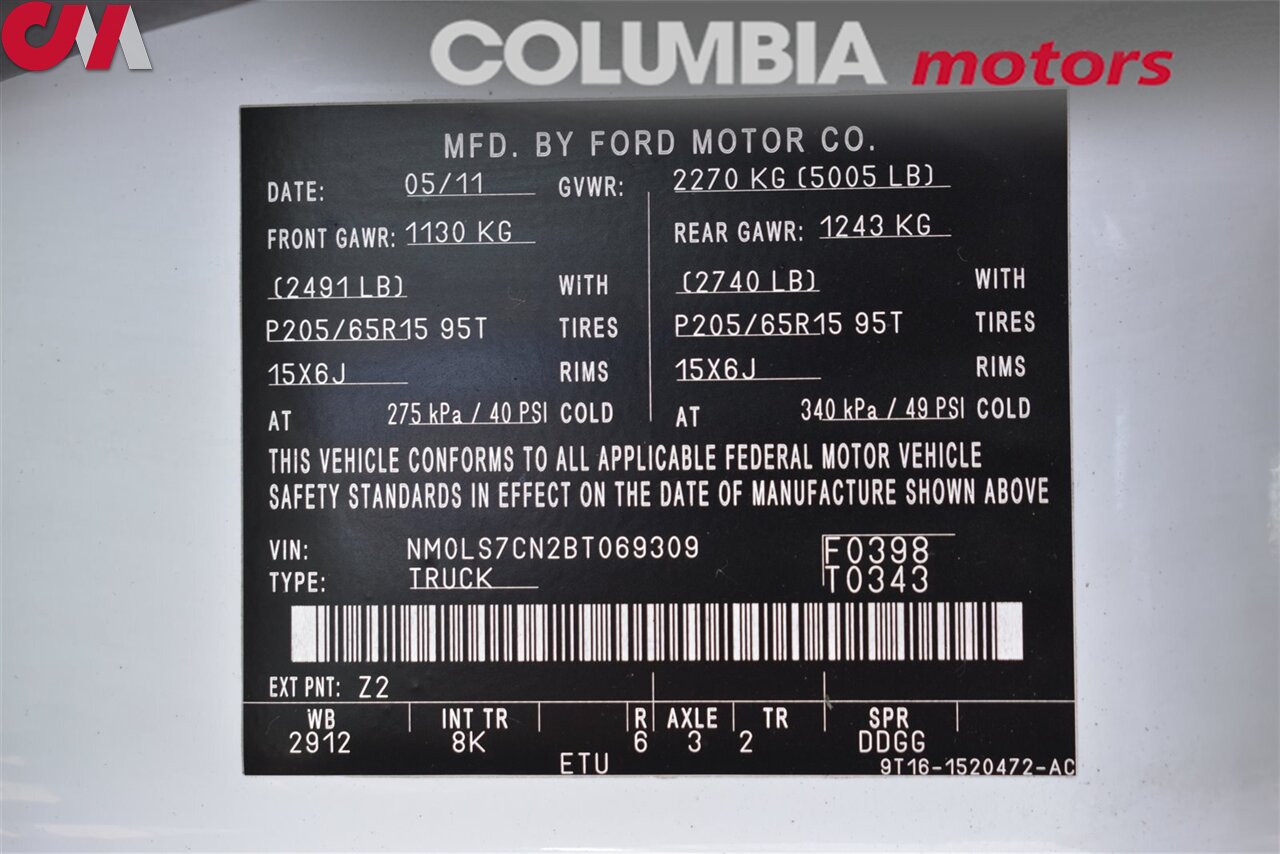 CM
COLUMBIA motors
MFD. BY FORD MOTOR CO.
DATE: 05/11 GVWR: 2270 KG (5005 LB)
FRONT GAWR: 1130 KG REAR GAWR: 1243 KG
(2491 LB) WITH (2740 LB) WITH
P205/65R15 95T TIRES P205/65R15 95T TIRES
15X6J RIMS 15X6J RIMS
AT 275 kPa / 40 PSI COLD AT 340 kPa / 49 PSI COLD
THIS VEHICLE CONFORMS TO ALL APPLICABLE FEDERAL MOTOR VEHICLE
SAFETY STANDARDS IN EFFECT ON THE DATE OF MANUFACTURE SHOWN ABOVE
VIN: NM0LS7CN2BT069309 F0398
TYPE: TRUCK T0343
EXT PNT: Z2
WB INT TR R AXLE TR SPR
2912 8K 6 3 2 DDGG
ETU 9T16-1520472-AC